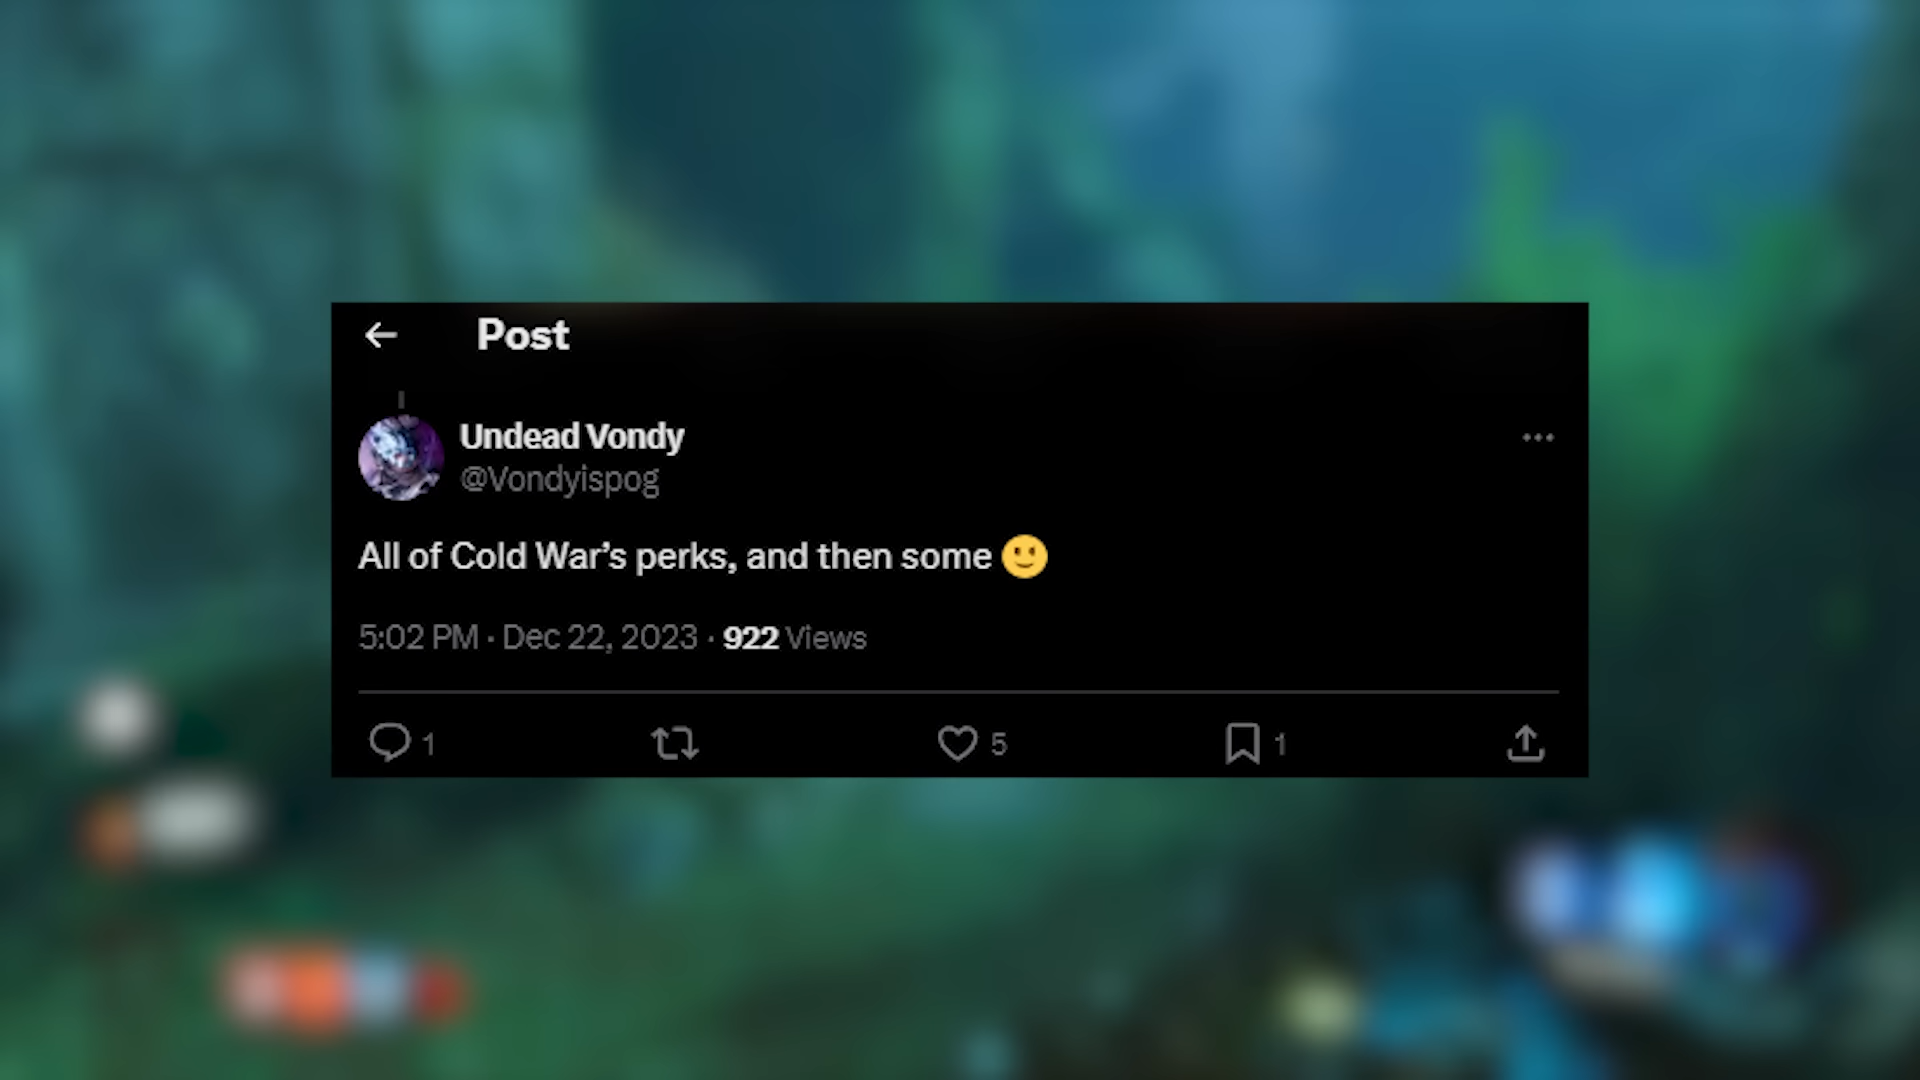 Post
Undead Vondy
@Vondyispog
All of Cold War’s perks, and then some 🙂
5:02 PM · Dec 22, 2023 · 922 Views
1 5 1